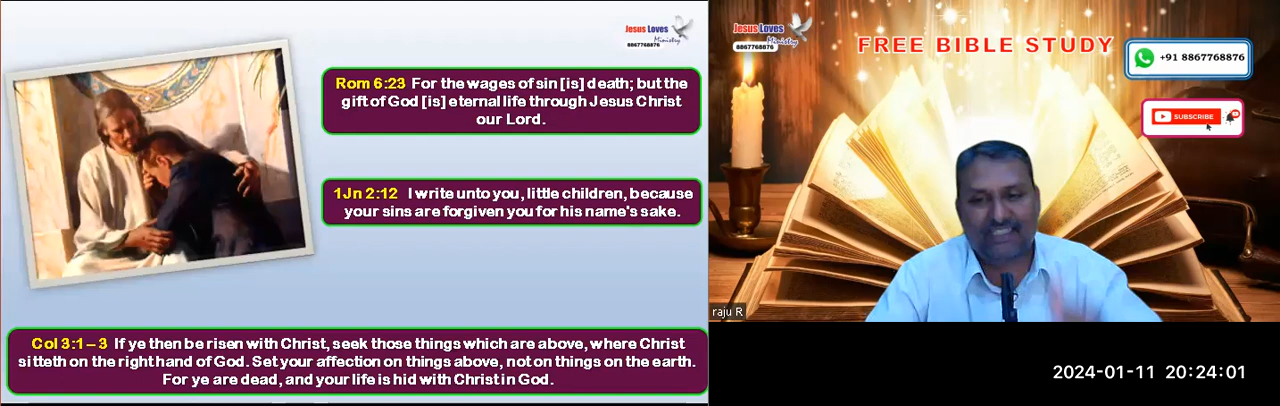 Jesus Loves
Ministry
8867768876
Rom 6:23 For the wages of sin [is] death; but the
gift of God [is] eternal life through Jesus Christ
our Lord.
1Jn 2:12 I write unto you, little children, because
your sins are forgiven you for his name's sake.
Col 3:1 – 3 If ye then be risen with Christ, seek those things which are above, where Christ
sitteth on the right hand of God. Set your affection on things above, not on things on the earth.
For ye are dead, and your life is hid with Christ in God.
Jesus Loves
Ministry
8867768876
FREE BIBLE STUDY
+91 8867768876
SUBSCRIBE
raju R
2024-01-11 20:24:01